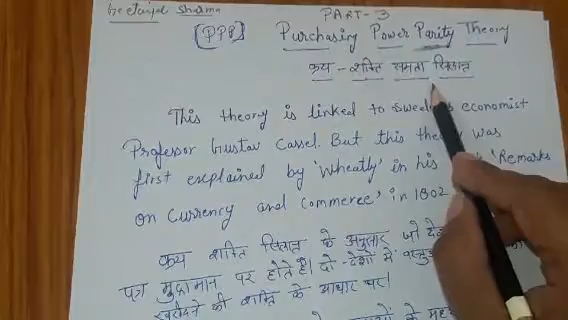 Geetanjali Sharma
PART-3
[PPP] Purchasing Power Parity Theory
क्रय - शक्ति समता सिद्धान्त
This theory is linked to Swedish economist
Professor Gustav Cassel. But this theory was
first explained by 'Wheatly' in his 'Remarks
on Currency and Commerce' in 1802
क्रय शक्ति सिद्धान्त के अनुसार जो
पत्र मुद्रामान पर होते हैं। दो - देशों में
खरीदने की शक्ति के आधार पर।